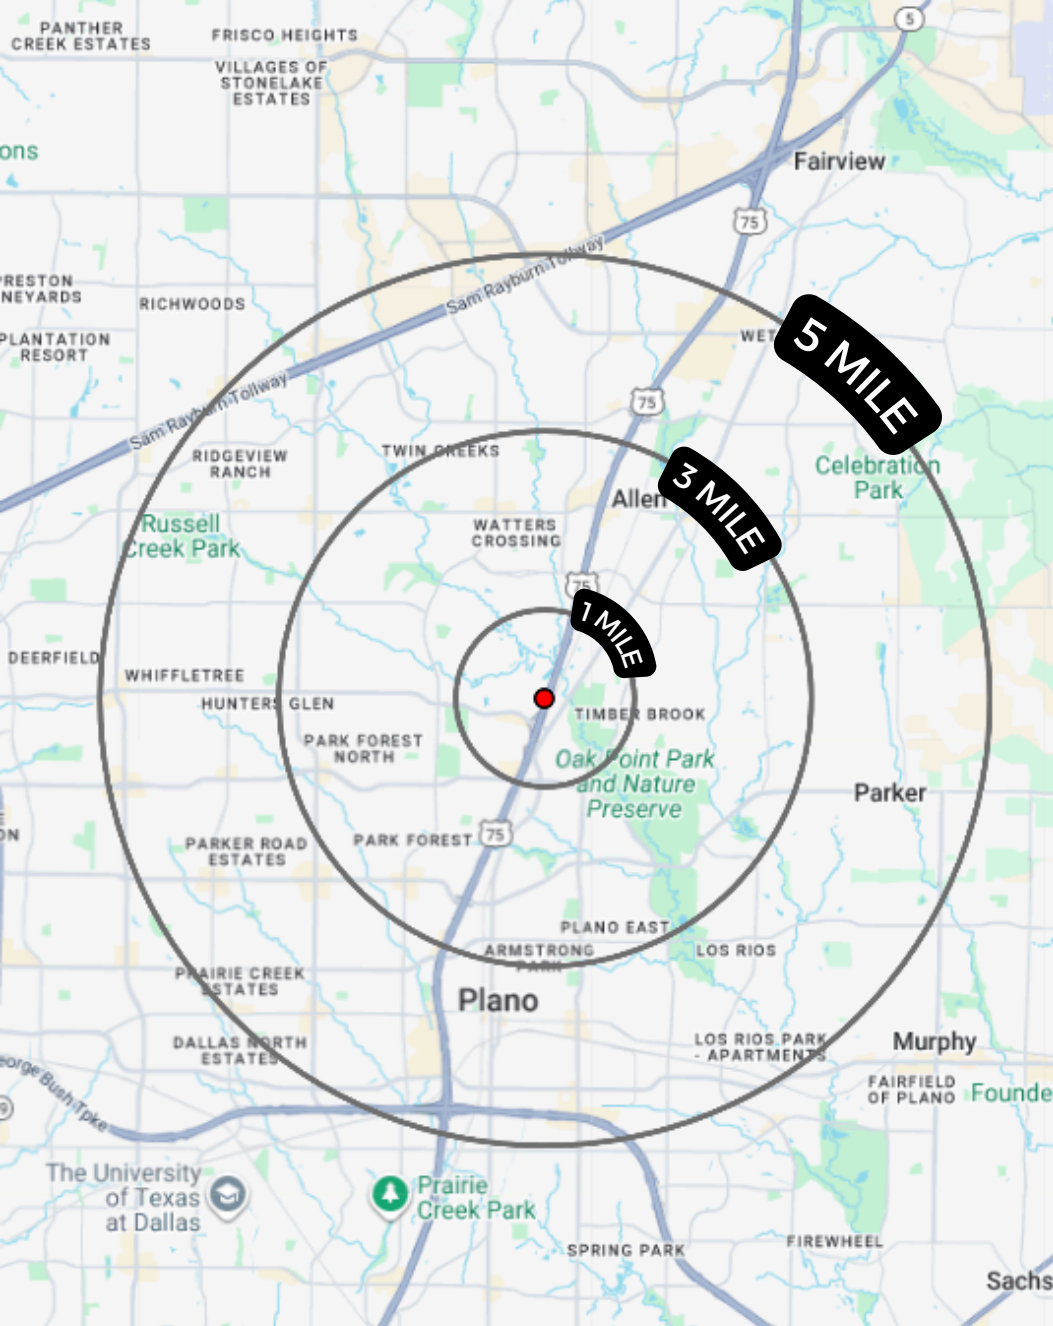 PANTHER
CREEK ESTATES
FRISCO HEIGHTS
5
VILLAGES OF
STONELAKE
ESTATES
ons
Fairview
75
Sam Rayburn Tollway
RICHWOODS
NEYARDS
PLANTATION
RESORT
WET
5 MILE
Sam Rayburn Tollway
75
RIDGEVIEW
RANCH
TWIN CREEKS
Celebration
Park
Allen
3 MILE
Russell
Creek Park
WATTERS
CROSSING
75
1 MILE
DEERFIELD
WHIFFLETREE
HUNTERS GLEN
TIMBER BROOK
PARK FOREST
NORTH
Oak Point Park
and Nature
Preserve
Parker
ON
PARKER ROAD
ESTATES
PARK FOREST
75
PLANO EAST
ARMSTRONG
PARK
LOS RIOS
PRAIRIE CREEK
ESTATES
Plano
DALLAS NORTH
ESTATES
LOS RIOS PARK
- APARTMENTS
Murphy
eorge Bush Tpke
FAIRFIELD
OF PLANO
Founde
The University
of Texas
at Dallas
Prairie
Creek Park
SPRING PARK
FIREWHEEL
Sachs